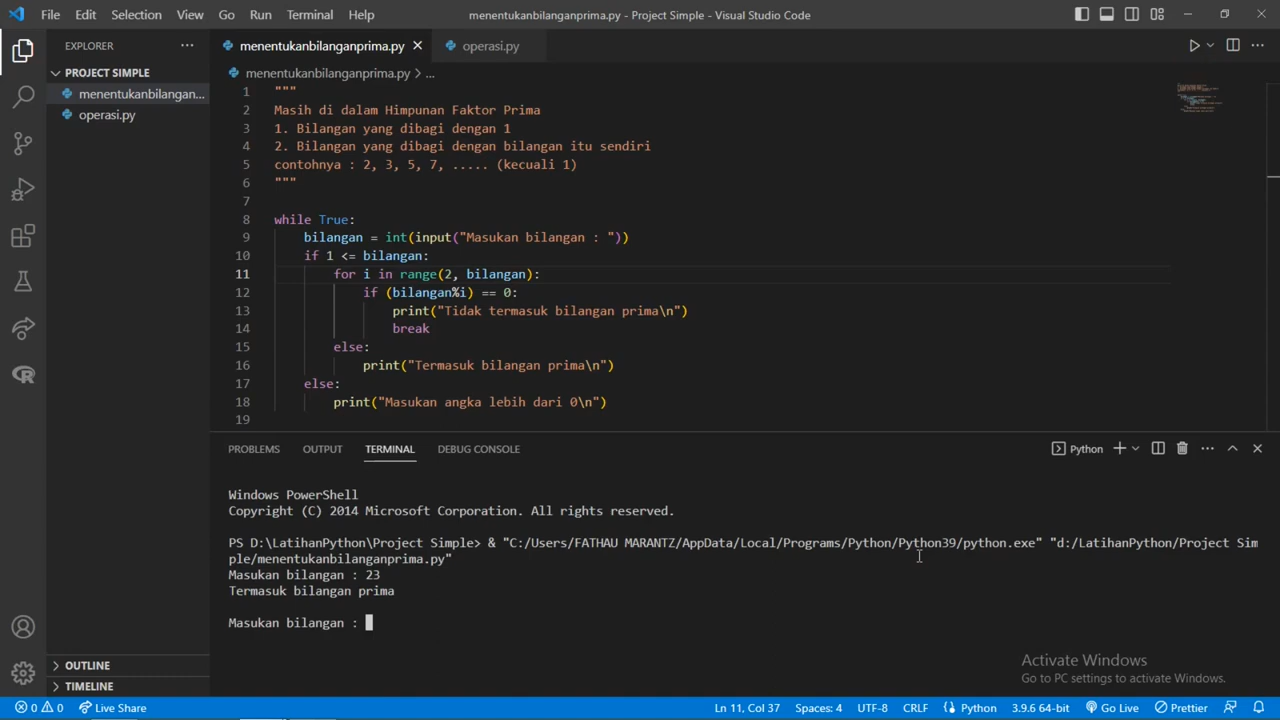 File Edit Selection View Go Run Terminal Help
menentukanbilanganprima.py - Project Simple - Visual Studio Code
EXPLORER
PROJECT SIMPLE
menentukanbilangan...
operasi.py
OUTLINE
TIMELINE
menentukanbilanganprima.py operasi.py
menentukanbilanganprima.py > ...
1 """
2 Masih di dalam Himpunan Faktor Prima
3 1. Bilangan yang dibagi dengan 1
4 2. Bilangan yang dibagi dengan bilangan itu sendiri
5 contohnya : 2, 3, 5, 7, ..... (kecuali 1)
6 """
7
8 while True:
9 bilangan = int(input("Masukan bilangan : "))
10 if 1 <= bilangan:
11 for i in range(2, bilangan):
12 if (bilangan%i) == 0:
13 print("Tidak termasuk bilangan prima\n")
14 break
15 else:
16 print("Termasuk bilangan prima\n")
17 else:
18 print("Masukan angka lebih dari 0\n")
19
PROBLEMS OUTPUT TERMINAL DEBUG CONSOLE
Python
Windows PowerShell
Copyright (C) 2014 Microsoft Corporation. All rights reserved.
PS D:\LatihanPython\Project Simple> & "C:/Users/FATHAU MARANTZ/AppData/Local/Programs/Python/Python39/python.exe" "d:/LatihanPython/Project Sim
ple/menentukanbilanganprima.py"
Masukan bilangan : 23
Termasuk bilangan prima
Masukan bilangan :
Activate Windows
Go to PC settings to activate Windows.
0 0 Live Share
Ln 11, Col 37 Spaces: 4 UTF-8 CRLF Python 3.9.6 64-bit Go Live Prettier